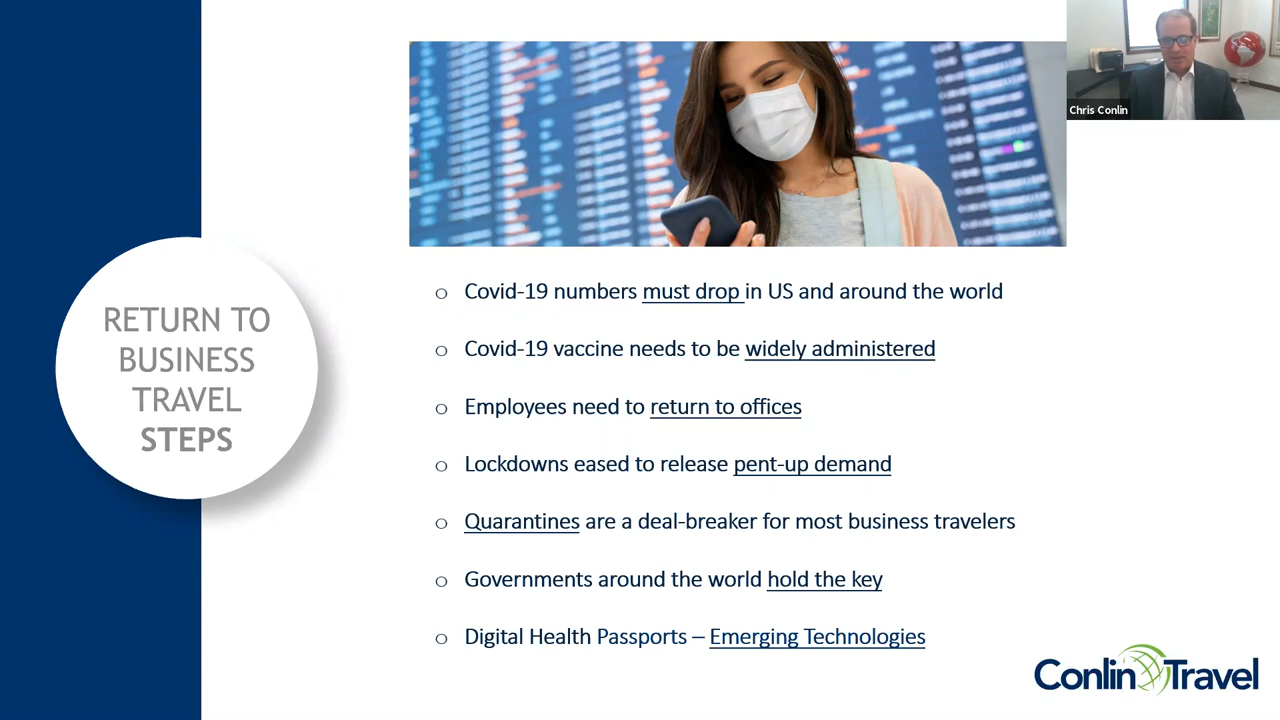 Chris Conlin
RETURN TO
BUSINESS
TRAVEL
STEPS
Covid-19 numbers must drop in US and around the world
Covid-19 vaccine needs to be widely administered
Employees need to return to offices
Lockdowns eased to release pent-up demand
Quarantines are a deal-breaker for most business travelers
Governments around the world hold the key
Digital Health Passports – Emerging Technologies
Conlin Travel